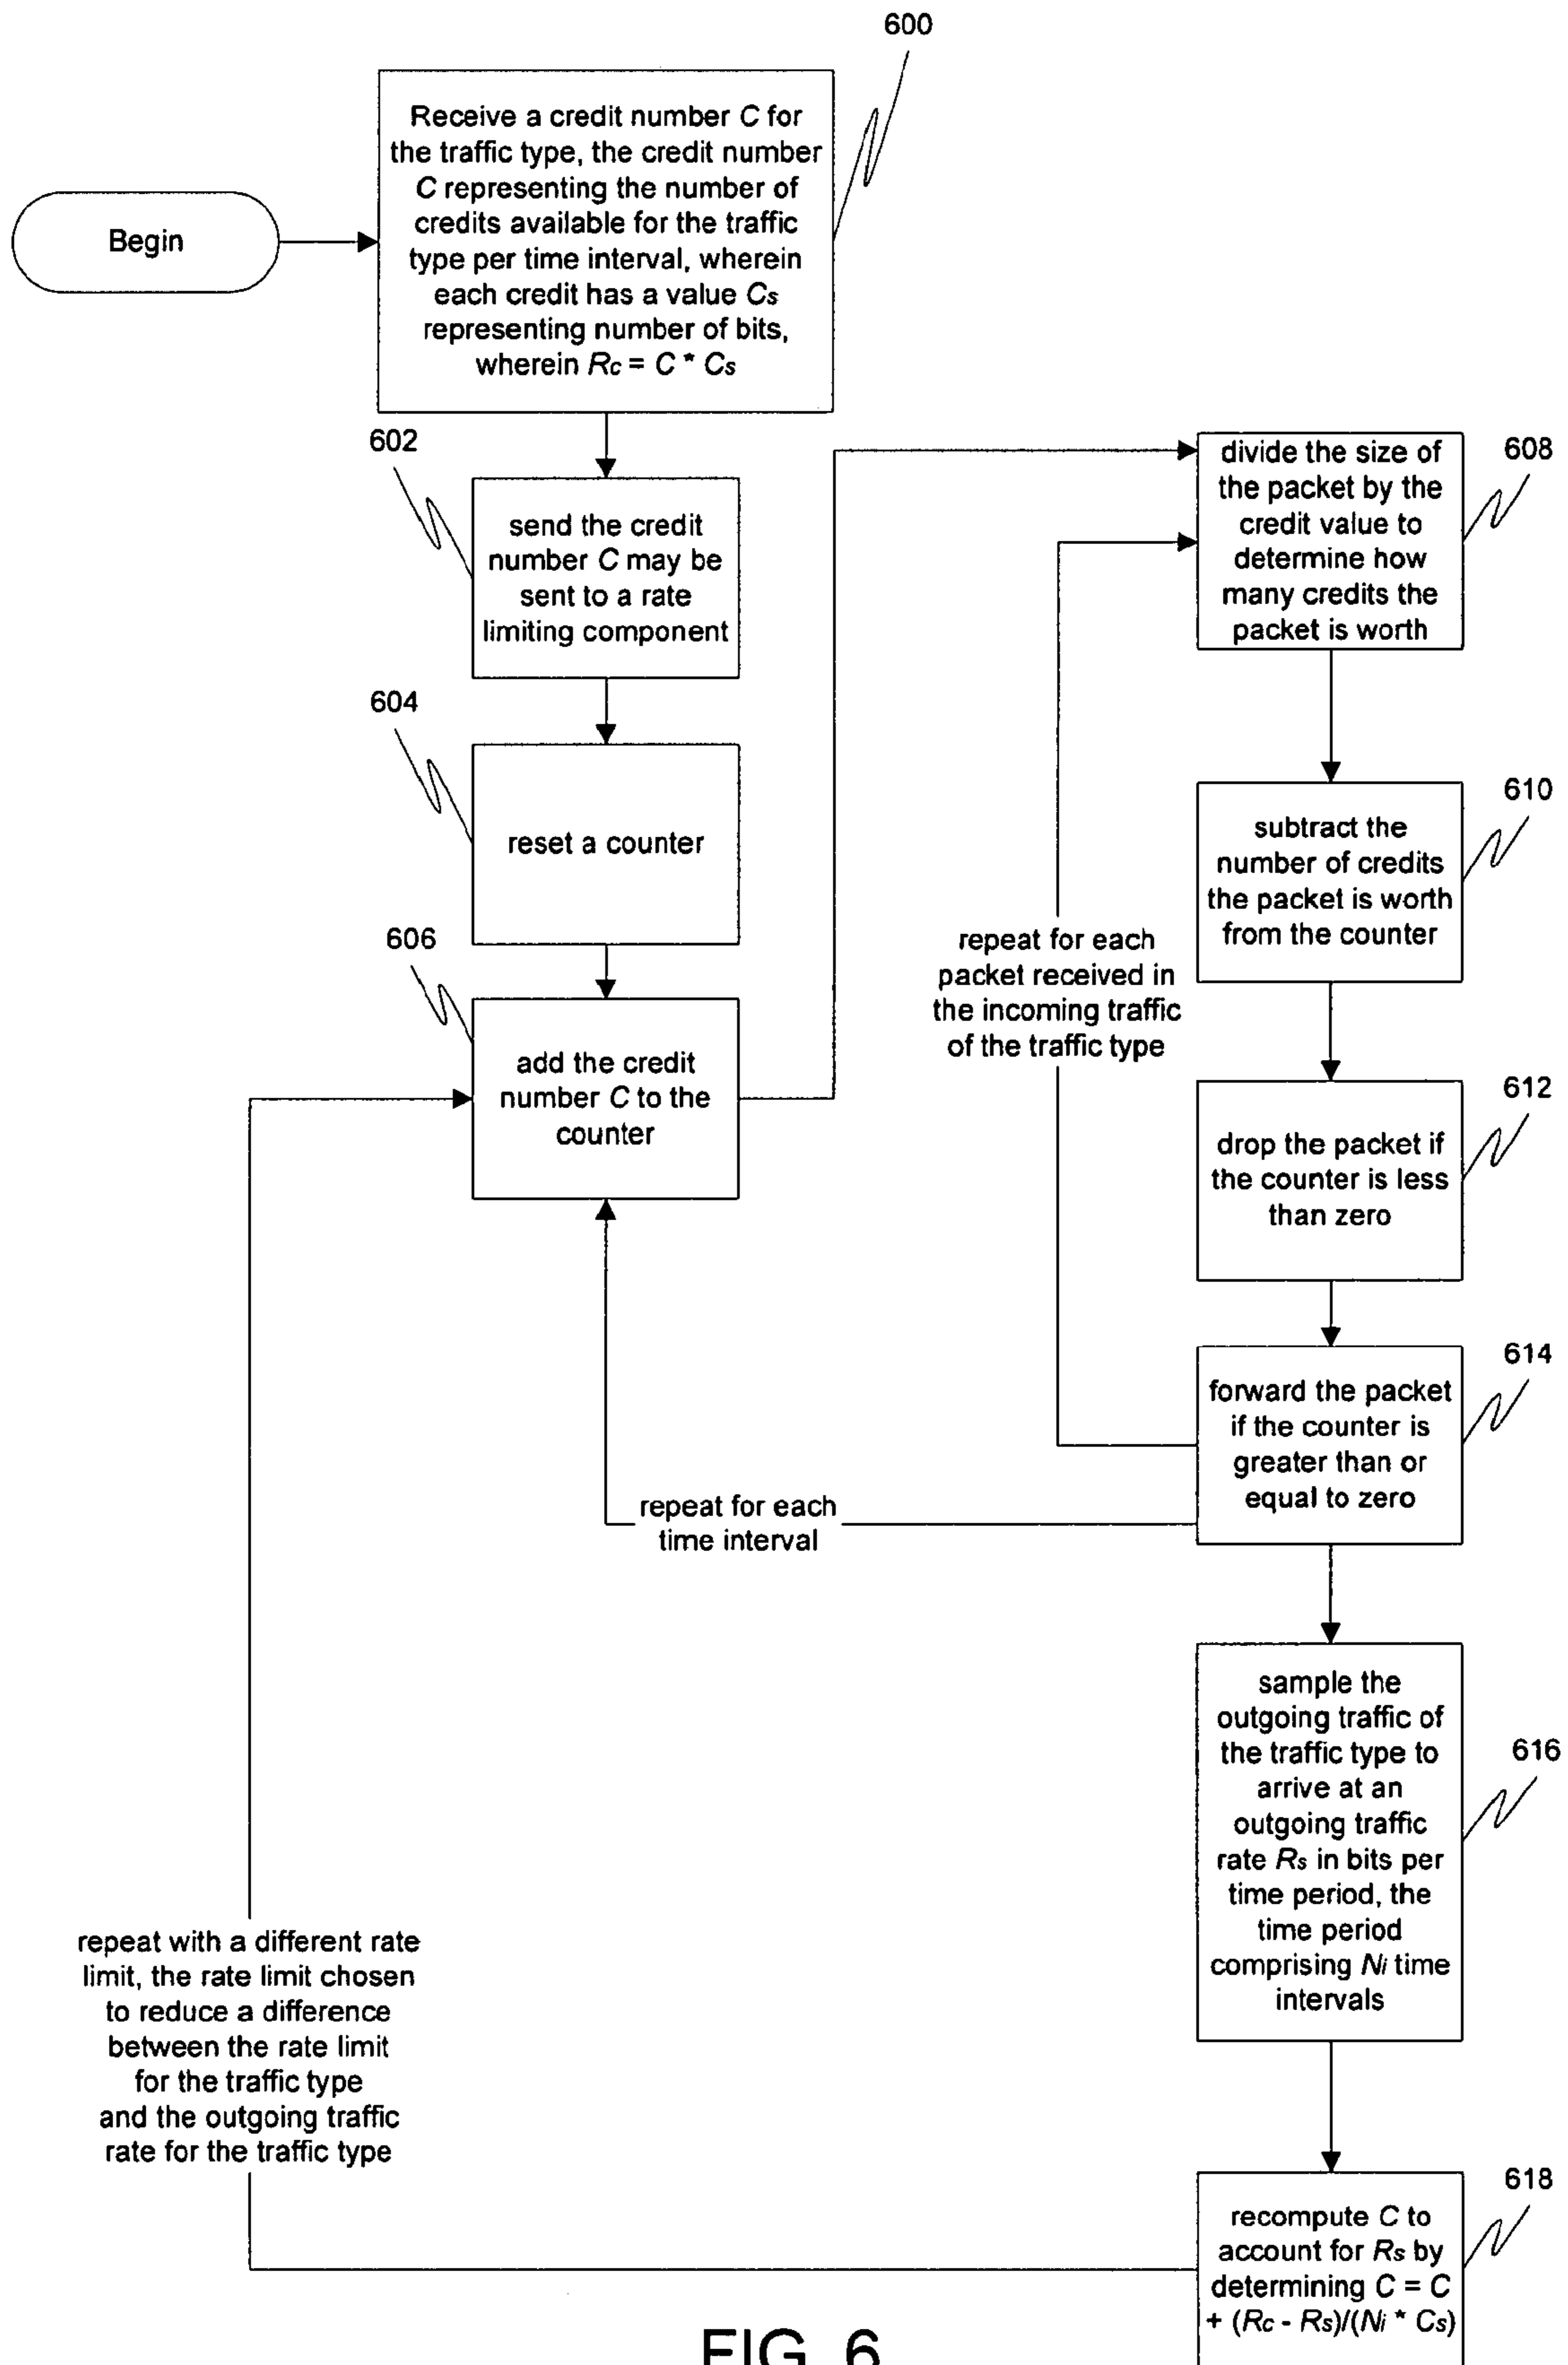 600
Receive a credit number C for
the traffic type, the credit number
C representing the number of
credits available for the traffic
type per time interval, wherein
each credit has a value Cs
representing number of bits,
wherein Rc = C * Cs
Begin
602
send the credit
number C may be
sent to a rate
limiting component
604
reset a counter
606
add the credit
number C to the
counter
608
divide the size of
the packet by the
credit value to
determine how
many credits the
packet is worth
610
subtract the
number of credits
the packet is worth
from the counter
repeat for each
packet received in
the incoming traffic
of the traffic type
612
drop the packet if
the counter is less
than zero
614
forward the packet
if the counter is
greater than or
equal to zero
repeat for each
time interval
616
sample the
outgoing traffic of
the traffic type to
arrive at an
outgoing traffic
rate Rs in bits per
time period, the
time period
comprising Ni time
intervals
repeat with a different rate
limit, the rate limit chosen
to reduce a difference
between the rate limit
for the traffic type
and the outgoing traffic
rate for the traffic type
618
recompute C to
account for Rs by
determining C = C
+ (Rc - Rs)/(Ni * Cs)
FIG. 6